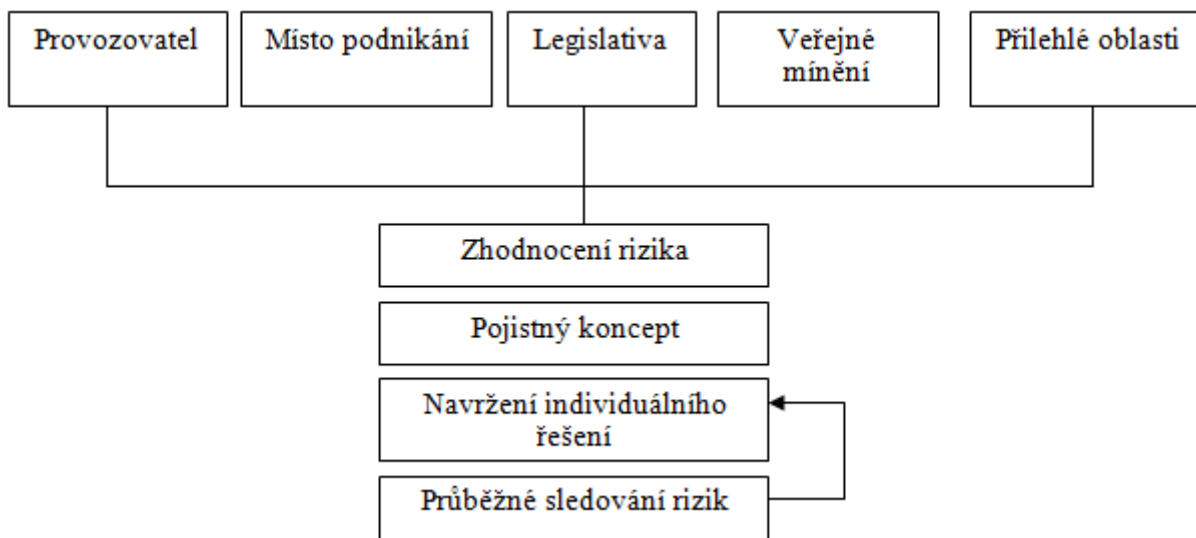 Provozovatel
Místo podnikání
Legislativa
Veřejné
mínění
Přilehlé oblasti
Zhodnocení rizika
Pojistný koncept
Navržení individuálního
řešení
Průběžné sledování rizik